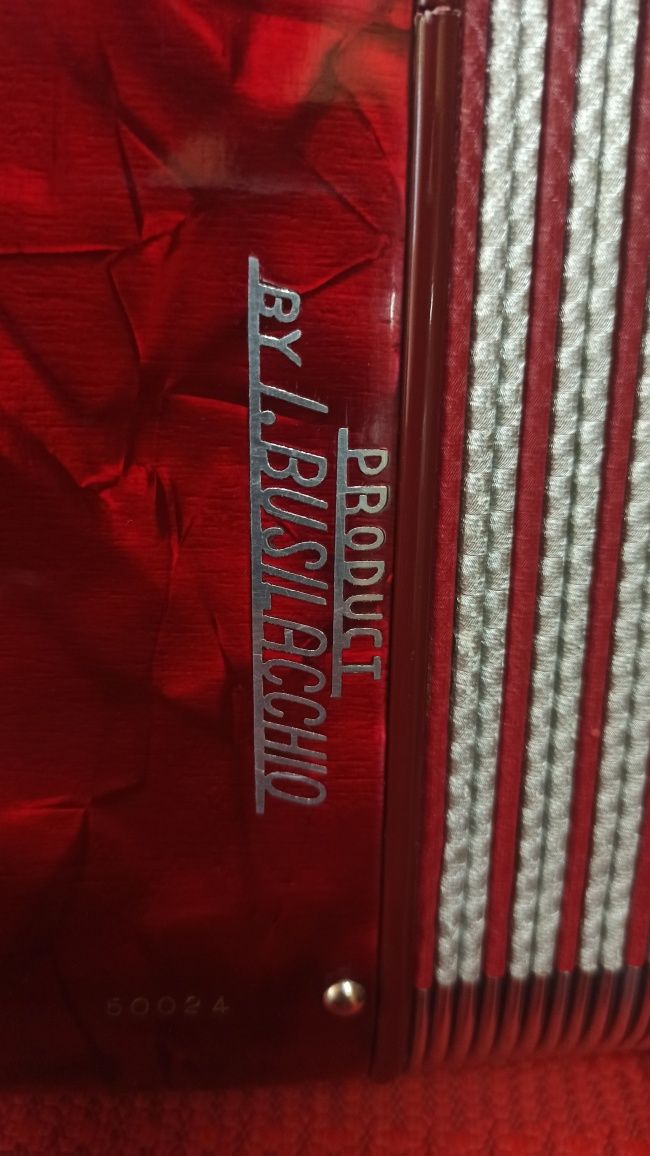 PRODUCT
BY I. BUSILACCHIO
50024